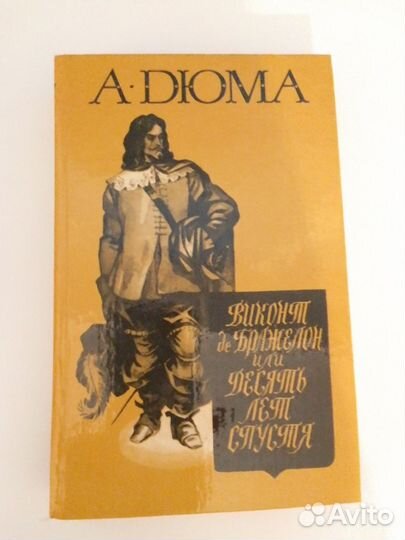 А·ДЮМА
ВИКОНТ
де БРАЖЕЛОН
ИЛИ
ДЕСЯТЬ
ЛЕТ
СПУСТЯ
Avito